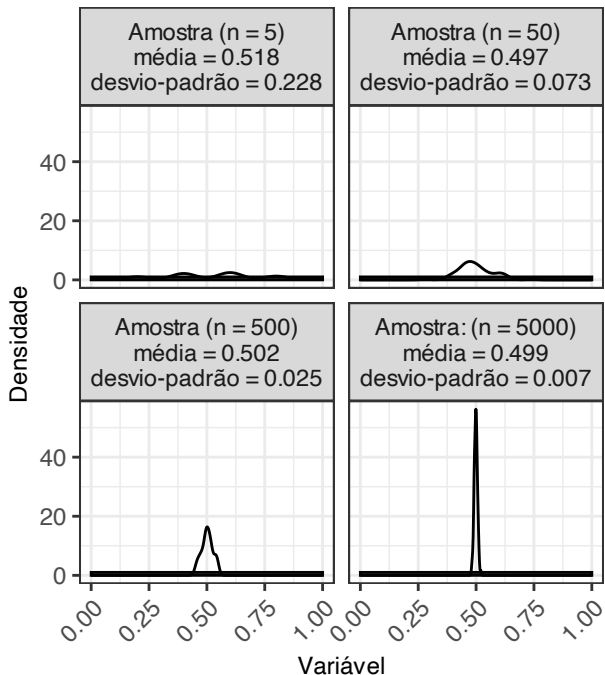 Amostra (n = 5)
média = 0.518
desvio-padrão = 0.228
Amostra (n = 50)
média = 0.497
desvio-padrão = 0.073
40
20
0
Densidade
Amostra (n = 500)
média = 0.502
desvio-padrão = 0.025
Amostra: (n = 5000)
média = 0.499
desvio-padrão = 0.007
40
20
0
0.00 0.25 0.50 0.75 1.00
0.00 0.25 0.50 0.75 1.00
Variável